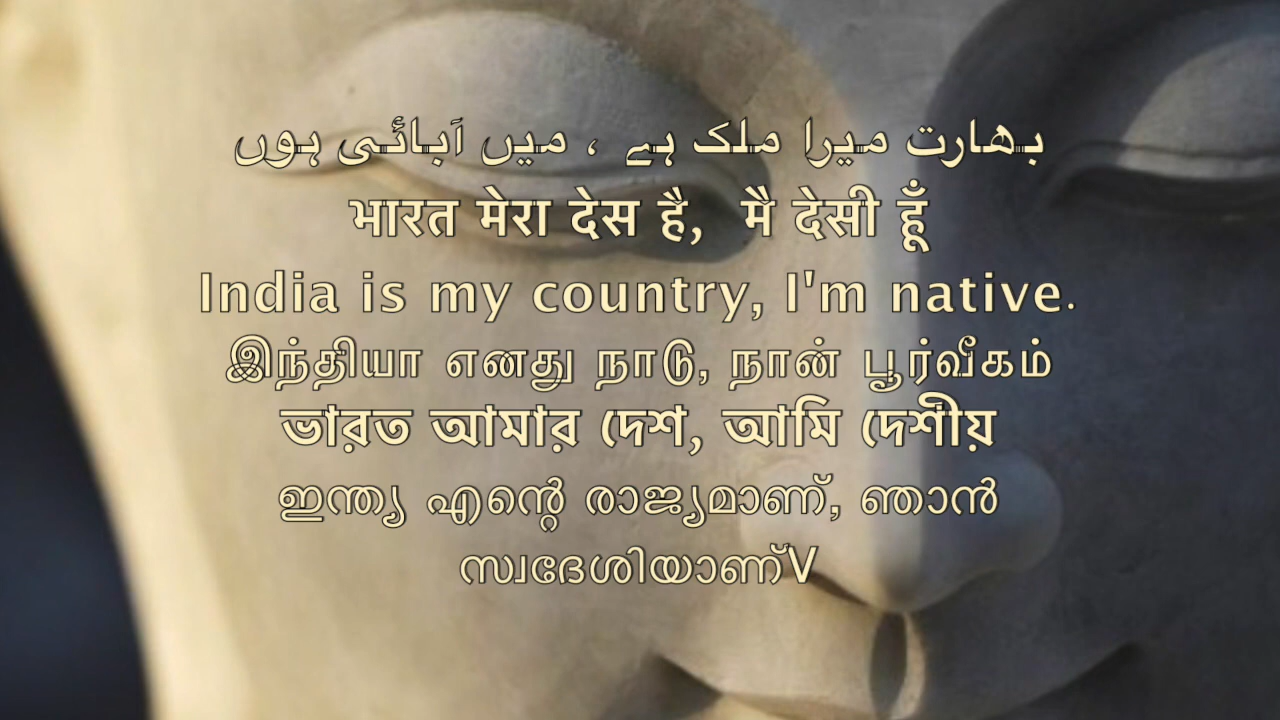 بھارت میرا ملک ہے ، میں آبائی ہوں
भारत मेरा देस है, मै देसी हूँ
India is my country, I'm native.
இந்தியா எனது நாடு, நான் பூர்வீகம்
ভারত আমার দেশ, আমি দেশীয়
ഇന്ത്യ എന്റെ രാജ്യമാണ്, ഞാൻ
സ്വദേശിയാണ്V